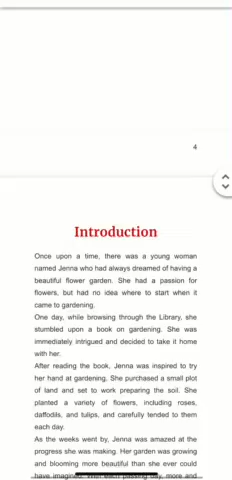 4
Introduction
Once upon a time, there was a young woman
named Jenna who had always dreamed of having a
beautiful flower garden. She had a passion for
flowers, but had no idea where to start when it
came to gardening.
One day, while browsing through the Library, she
stumbled upon a book on gardening. She was
immediately intrigued and decided to take it home
with her.
After reading the book, Jenna was inspired to try
her hand at gardening. She purchased a small plot
of land and set to work preparing the soil. She
planted a variety of flowers, including roses,
daffodils, and tulips, and carefully tended to them
each day.
As the weeks went by, Jenna was amazed at the
progress she was making. Her garden was growing
and blooming more beautiful than she ever could
have imagined. With each passing day, more and